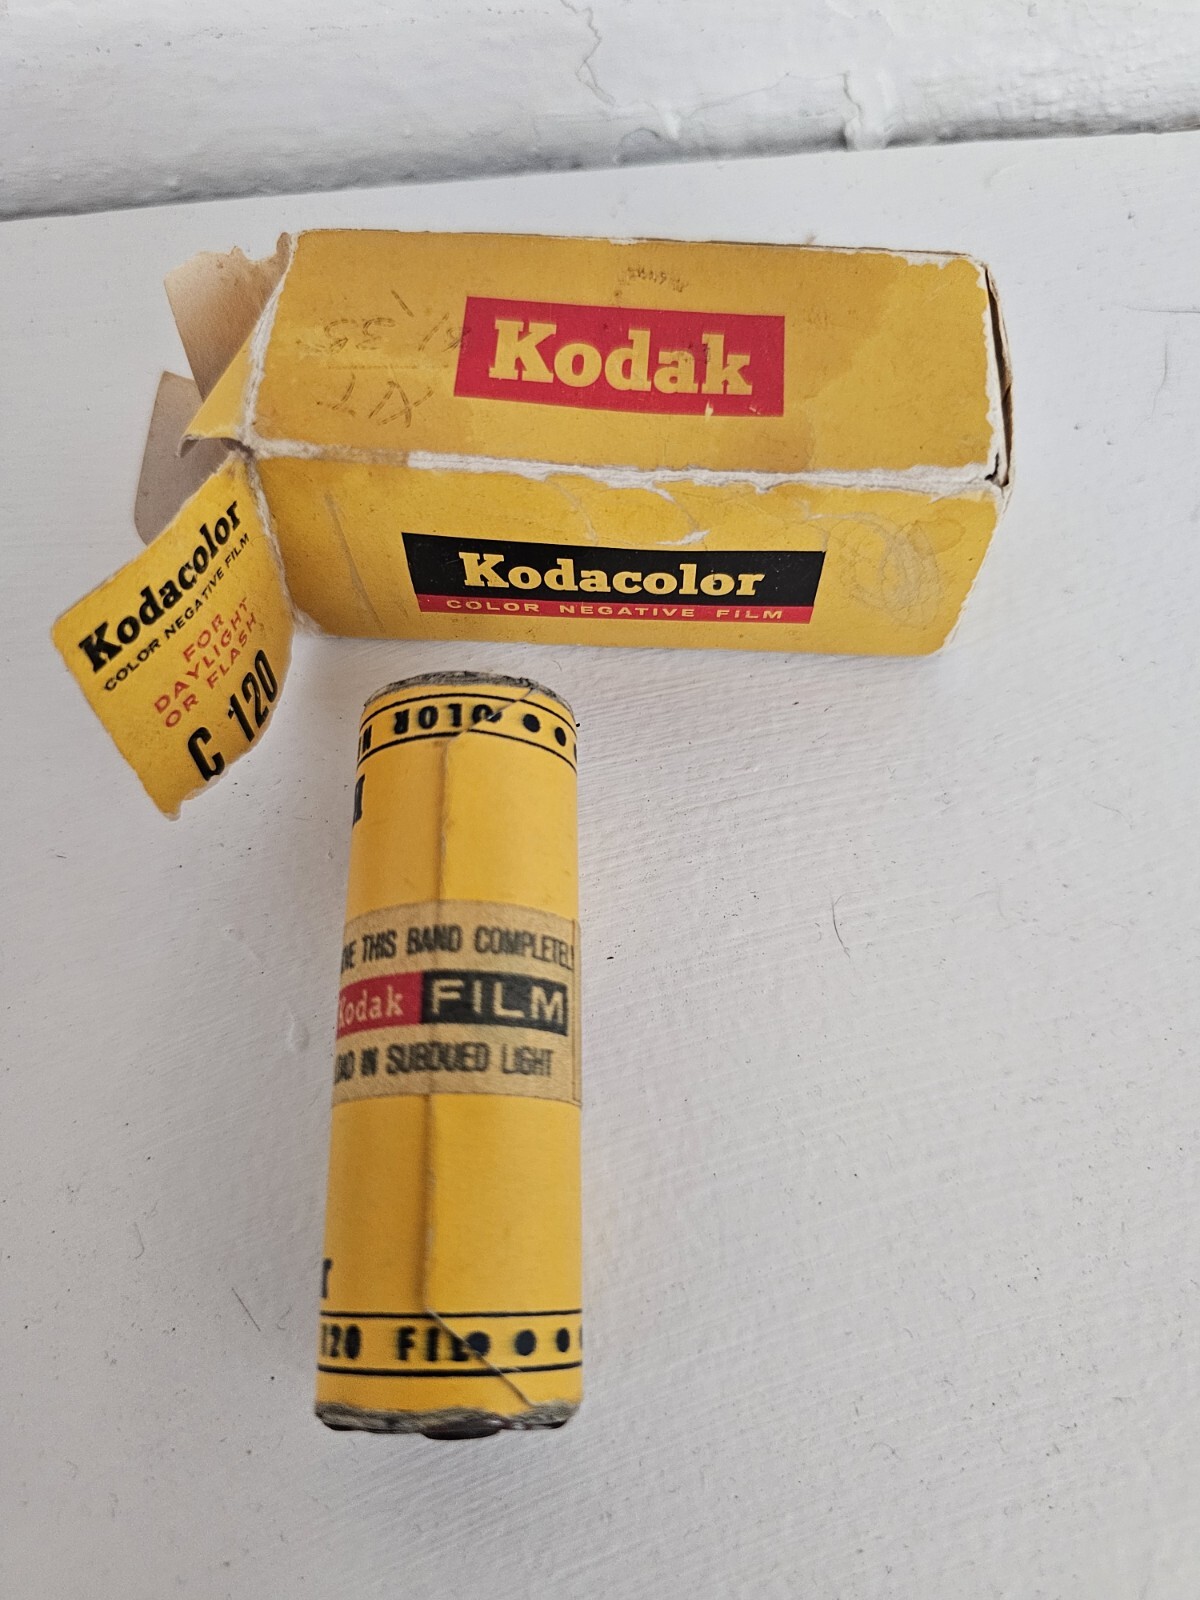 Kodak
Kodacolor
COLOR NEGATIVE FILM
Kodacolor
COLOR NEGATIVE FILM
FOR
DAYLIGHT
OR FLASH
C 120
THIS BAND COMPLETELY
Kodak FILM
IN SUBDUED LIGHT
120 FIL